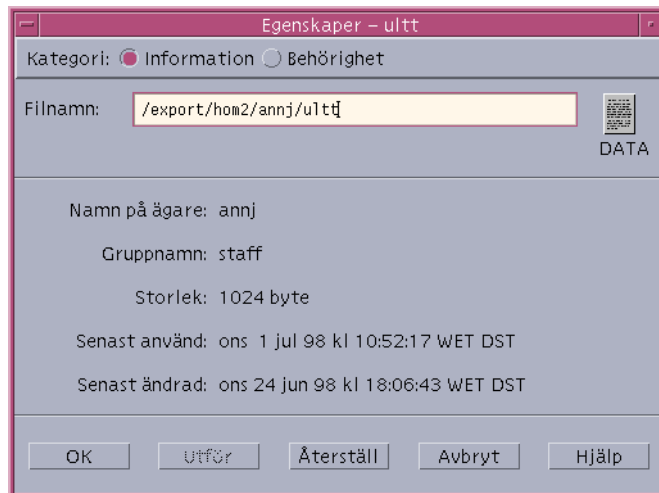 Egenskaper – ultt
Kategori: Information Behörighet
Filnamn: /export/hom2/annj/ultt
DATA
Namn på ägare: annj
Gruppnamn: staff
Storlek: 1024 byte
Senast använd: ons 1 jul 98 kl 10:52:17 WET DST
Senast ändrad: ons 24 jun 98 kl 18:06:43 WET DST
OK Utför Återställ Avbryt Hjälp